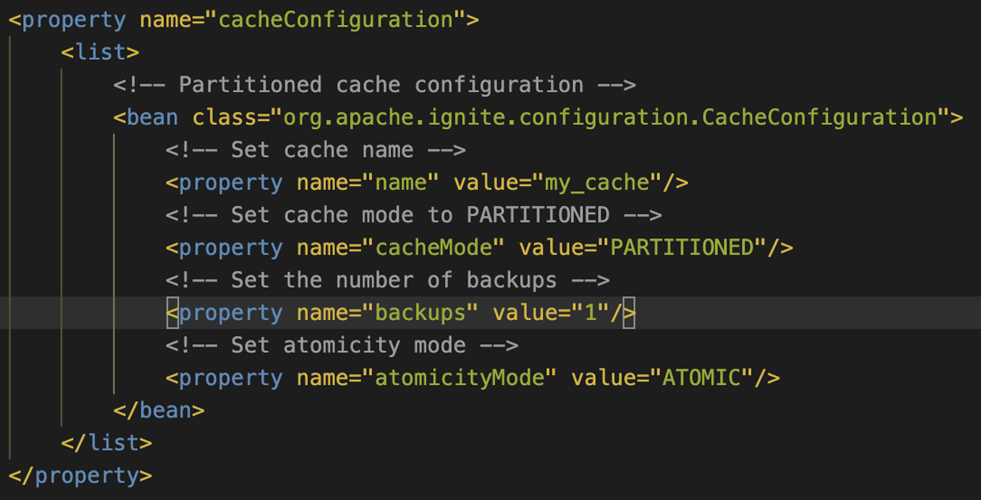 <property name="cacheConfiguration">
<list>
<!-- Partitioned cache configuration -->
<bean class="org.apache.ignite.configuration.CacheConfiguration">
<!-- Set cache name -->
<property name="name" value="my_cache"/>
<!-- Set cache mode to PARTITIONED -->
<property name="cacheMode" value="PARTITIONED"/>
<!-- Set the number of backups -->
<property name="backups" value="1"/>
<!-- Set atomicity mode -->
<property name="atomicityMode" value="ATOMIC"/>
</bean>
</list>
</property>